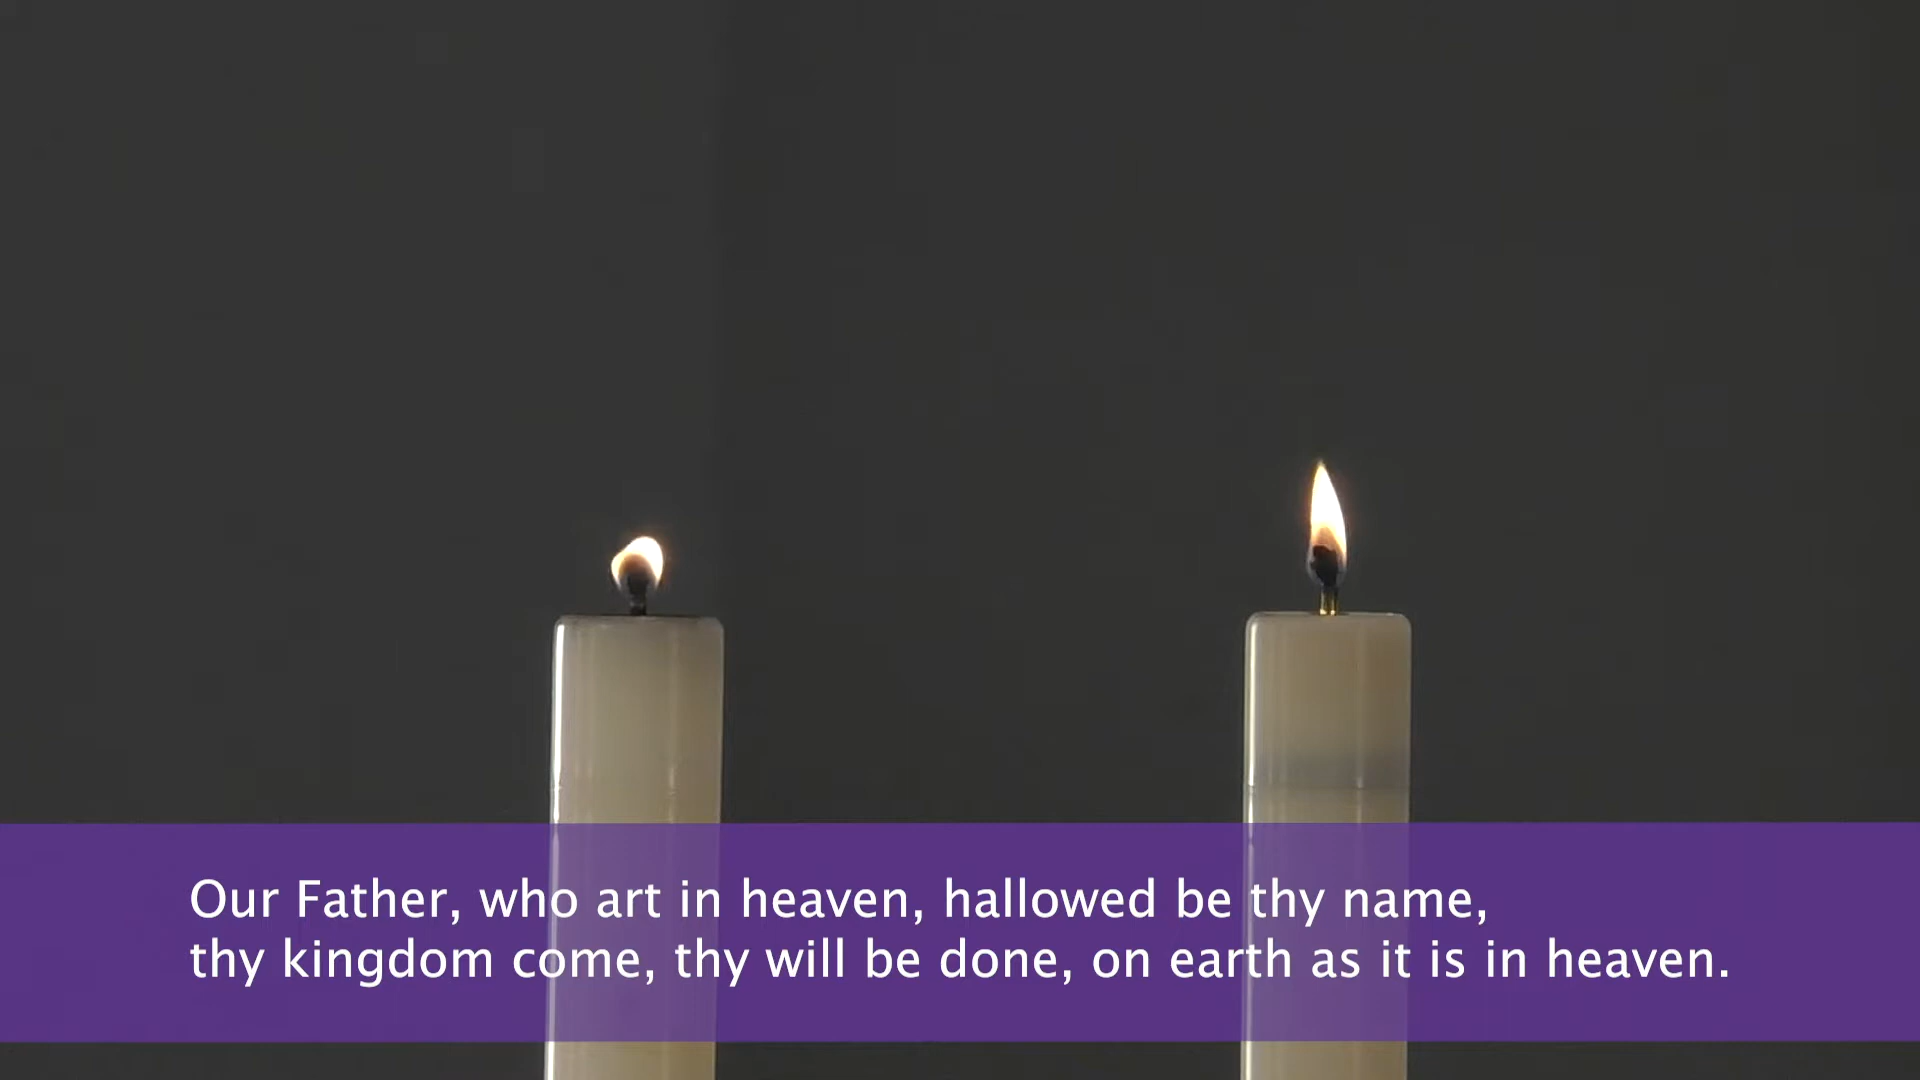 Our Father, who art in heaven, hallowed be thy name,
thy kingdom come, thy will be done, on earth as it is in heaven.